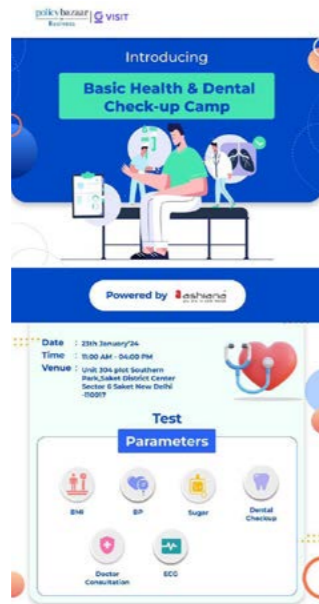 policybazaar
Business
VISIT
Introducing
Basic Health & Dental
Check-up Camp
Powered by ashiana
Date : 25th January'24
Time : 11:00 AM - 04:00 PM
Venue : Unit 304 plot Southern
Park,Saket District Center
Sector 6 Saket New Delhi
-110017
Test
Parameters
BMI
BP
Sugar
Dental
Checkup
Doctor
Consultation
ECG